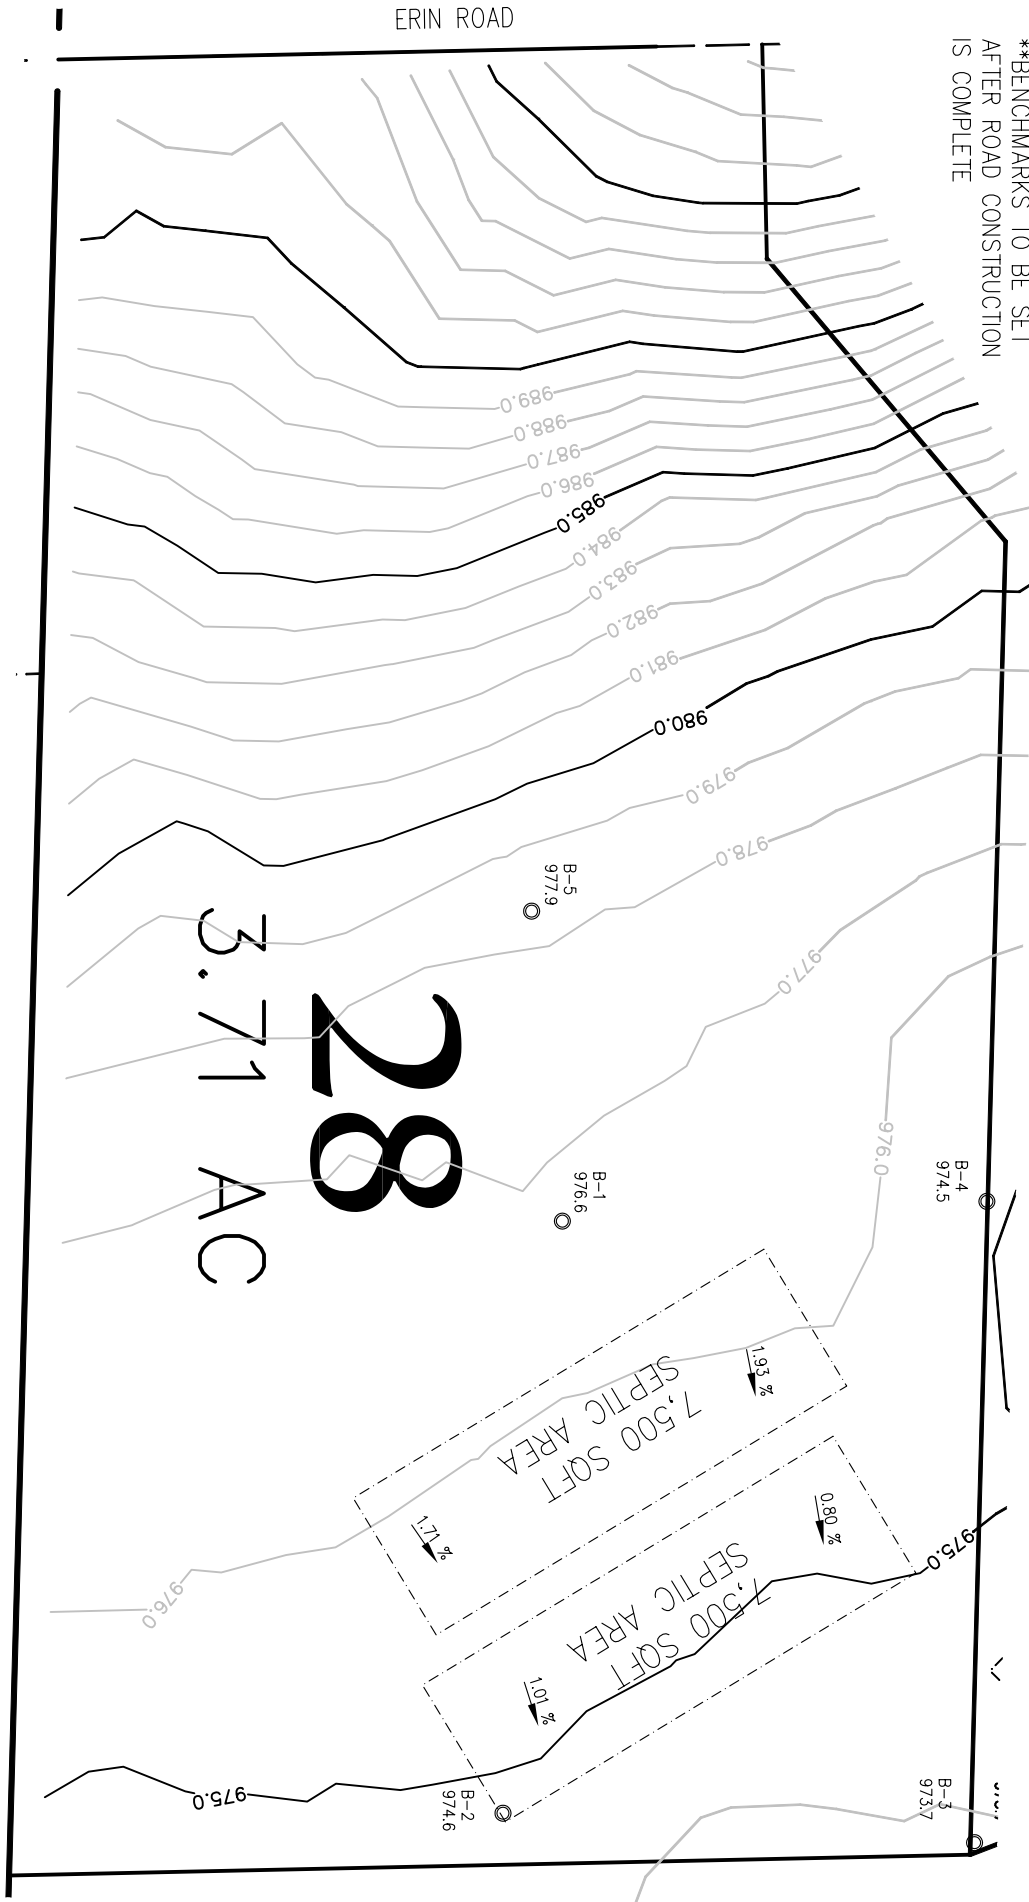 ERIN ROAD
**BENCHMARKS TO BE SET
AFTER ROAD CONSTRUCTION
IS COMPLETE
989.0
988.0
987.0
986.0
985.0
984.0
983.0
982.0
981.0
980.0
979.0
978.0
977.0
976.0
B-5
977.9
28
3.71 AC
B-1
976.6
B-4
974.5
1.93 %
7,500 SQFT
SEPTIC AREA
1.71 %
0.80 %
7,500 SQFT
SEPTIC AREA
1.01 %
975.0
976.0
975.0
B-2
974.6
B-3
973.7